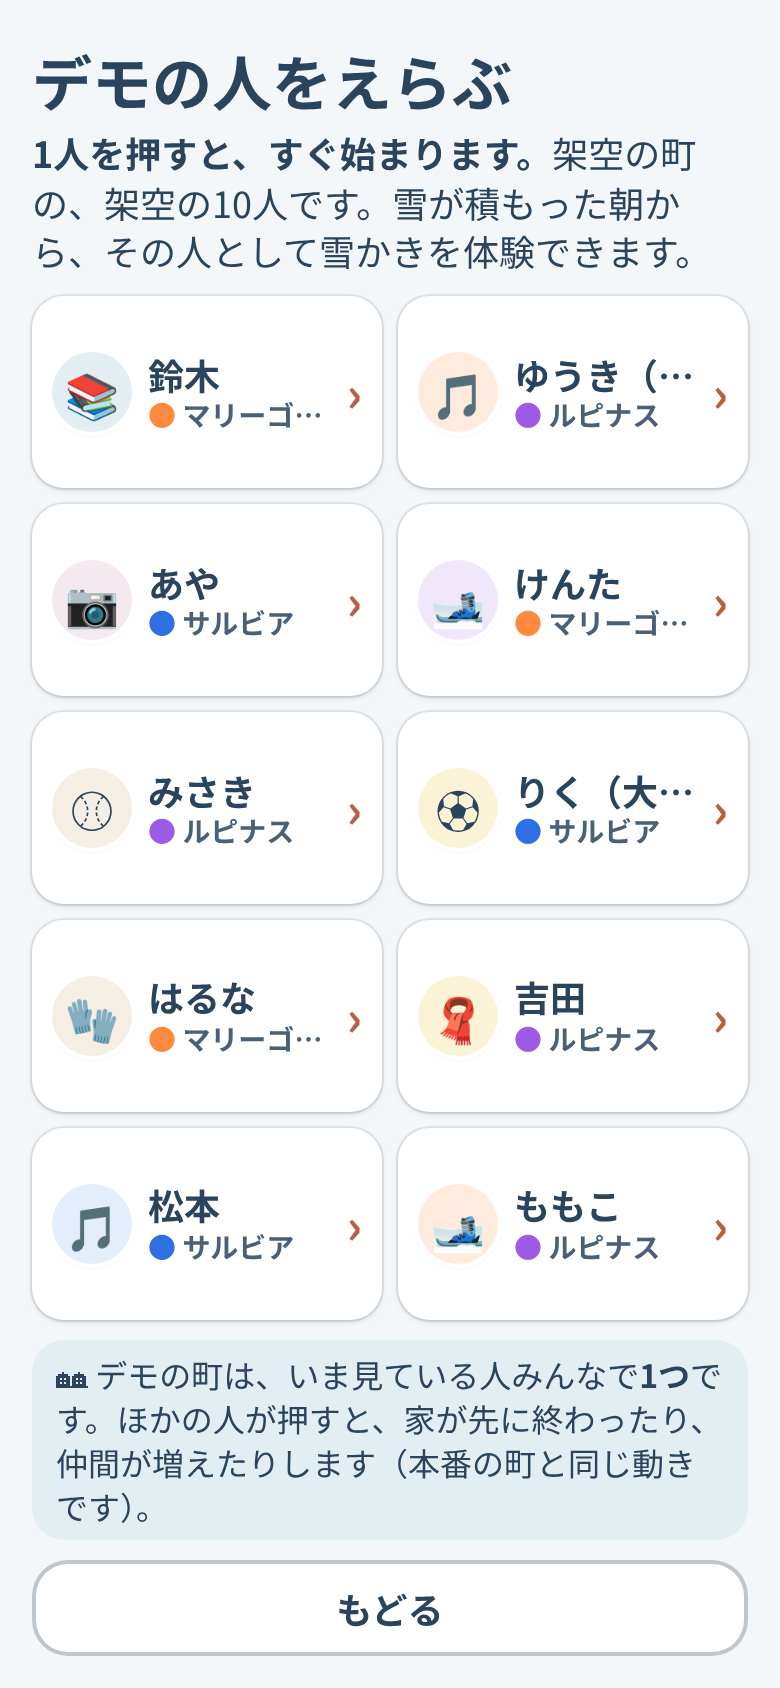 デモの人をえらぶ
1人を押すと、すぐ始まります。架空の町
の、架空の10人です。雪が積もった朝か
ら、その人として雪かきを体験できます。
鈴木
マリーゴ…
ゆうき（…
ルピナス
あや
サルビア
けんた
マリーゴ…
みさき
ルピナス
りく（大…
サルビア
はるな
マリーゴ…
吉田
ルピナス
松本
サルビア
ももこ
ルピナス
デモの町は、いま見ている人みんなで1つで
す。ほかの人が押すと、家が先に終わったり、
仲間が増えたりします（本番の町と同じ動き
です）。
もどる